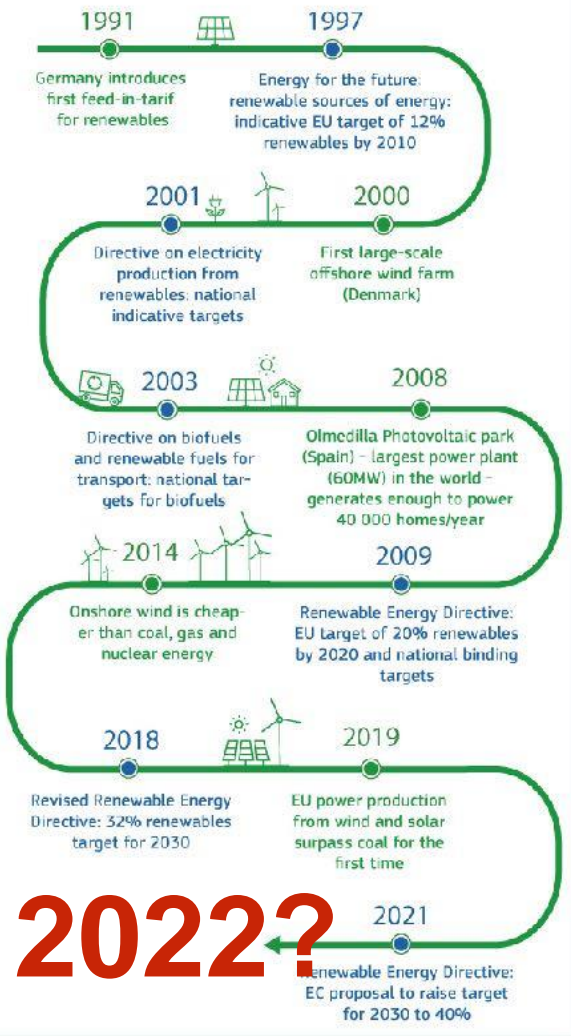 1991
Germany introduces
first feed-in-tarif
for renewables
1997
Energy for the future:
renewable sources of energy:
indicative EU target of 12%
renewables by 2010
2000
First large-scale
offshore wind farm
(Denmark)
2001
Directive on electricity
production from
renewables: national
indicative targets
2003
Directive on biofuels
and renewable fuels for
transport: national tar-
gets for biofuels
2008
Olmedilla Photovoltaic park
(Spain) – largest power plant
(60MW) in the world –
generates enough to power
40 000 homes/year
2009
Renewable Energy Directive:
EU target of 20% renewables
by 2020 and national binding
targets
2014
Onshore wind is cheap-
er than coal, gas and
nuclear energy
2018
Revised Renewable Energy
Directive: 32% renewables
target for 2030
2019
EU power production
from wind and solar
surpass coal for the
first time
2021
Renewable Energy Directive:
EC proposal to raise target
for 2030 to 40%
2022?